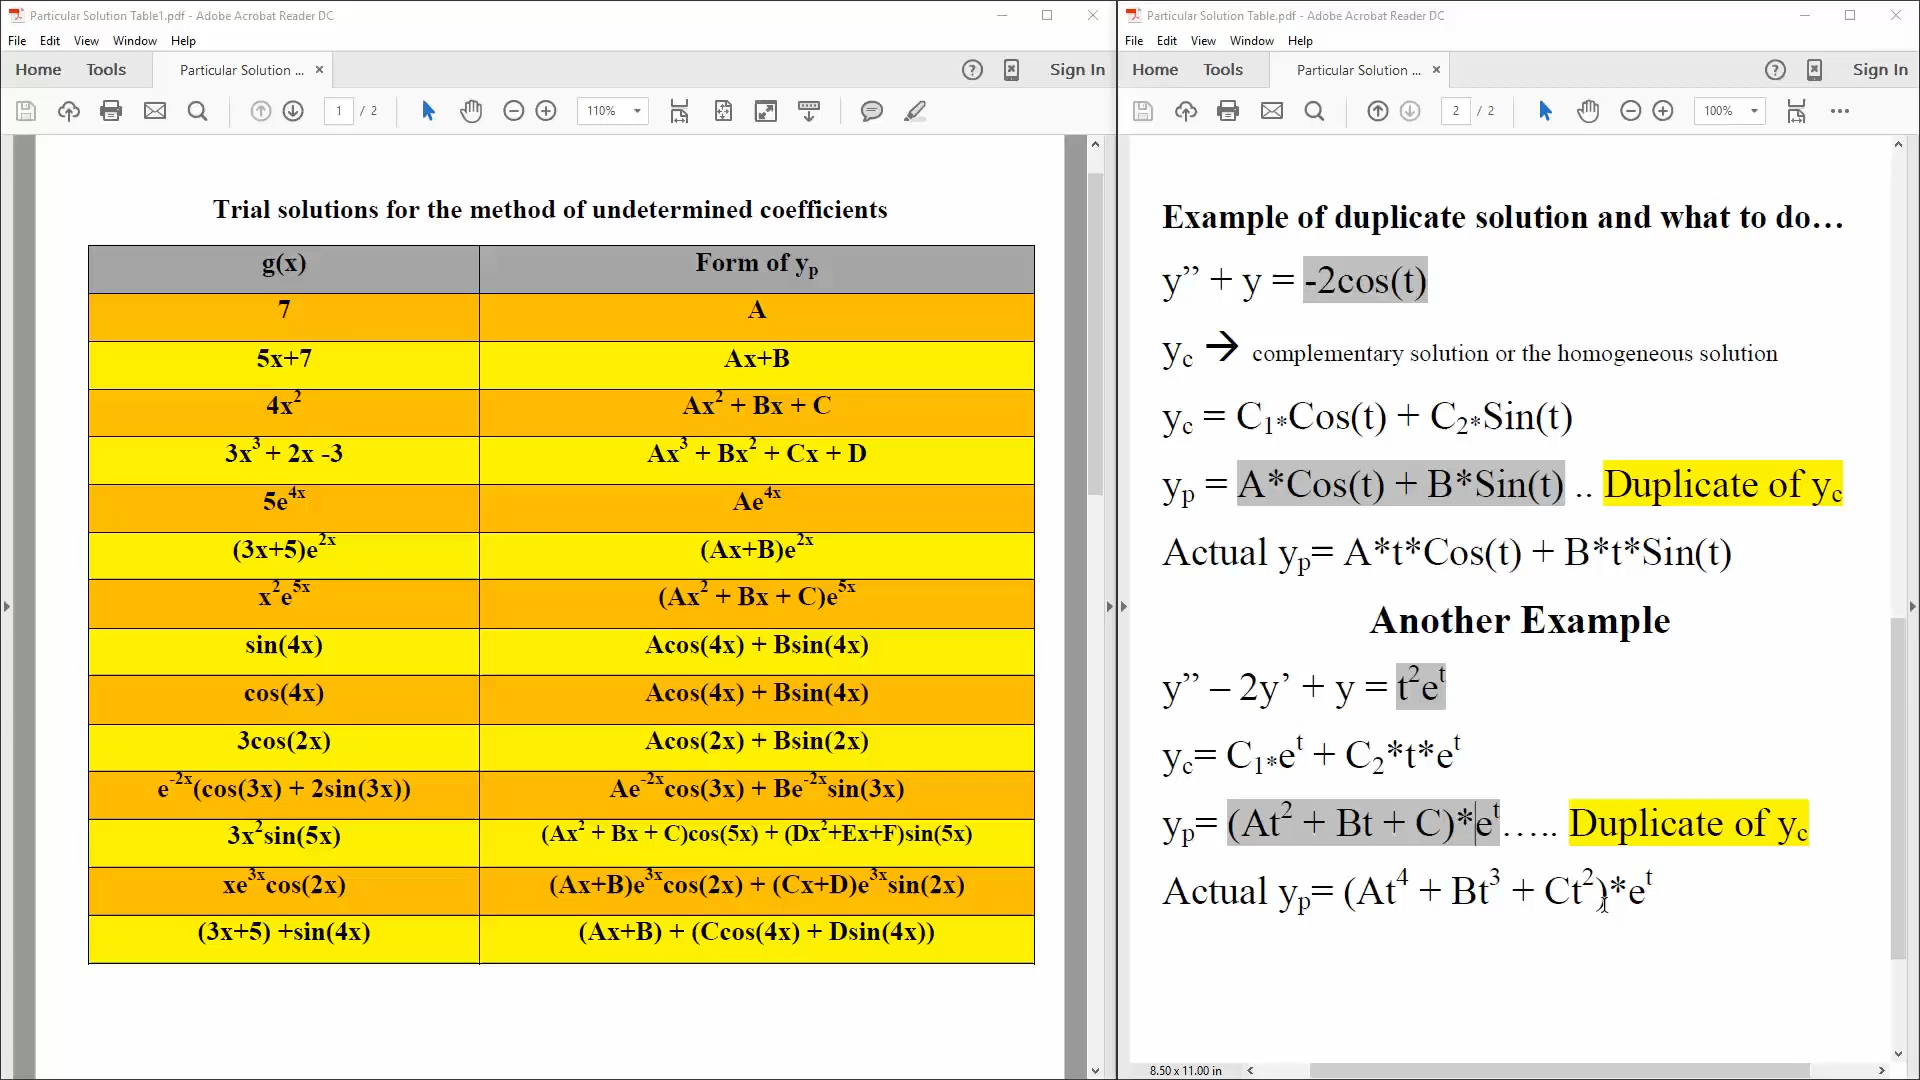 Particular Solution Table1.pdf - Adobe Acrobat Reader DC
File Edit View Window Help
Home Tools Particular Solution ... × Sign In
1 / 2 110%
Trial solutions for the method of undetermined coefficients
g(x) Form of yₚ
7 A
5x+7 Ax+B
4x² Ax² + Bx + C
3x³ + 2x -3 Ax³ + Bx² + Cx + D
5e⁴ˣ Ae⁴ˣ
(3x+5)e²ˣ (Ax+B)e²ˣ
x²e⁵ˣ (Ax² + Bx + C)e⁵ˣ
sin(4x) Acos(4x) + Bsin(4x)
cos(4x) Acos(4x) + Bsin(4x)
3cos(2x) Acos(2x) + Bsin(2x)
e⁻²ˣ(cos(3x) + 2sin(3x)) Ae⁻²ˣcos(3x) + Be⁻²ˣsin(3x)
3x²sin(5x) (Ax² + Bx + C)cos(5x) + (Dx²+Ex+F)sin(5x)
xe³ˣcos(2x) (Ax+B)e³ˣcos(2x) + (Cx+D)e³ˣsin(2x)
(3x+5) +sin(4x) (Ax+B) + (Ccos(4x) + Dsin(4x))
Particular Solution Table.pdf - Adobe Acrobat Reader DC
File Edit View Window Help
Home Tools Particular Solution ... × Sign In
2 / 2 100%
Example of duplicate solution and what to do…
y” + y = -2cos(t)
y_c → complementary solution or the homogeneous solution
y_c = C₁*Cos(t) + C₂*Sin(t)
yₚ = A*Cos(t) + B*Sin(t) .. Duplicate of y_c
Actual yₚ= A*t*Cos(t) + B*t*Sin(t)
Another Example
y” – 2y’ + y = t²eᵗ
y_c= C₁*eᵗ + C₂*t*eᵗ
yₚ= (At² + Bt + C)*eᵗ….. Duplicate of y_c
Actual yₚ= (At⁴ + Bt³ + Ct²)*eᵗ
8.50 x 11.00 in